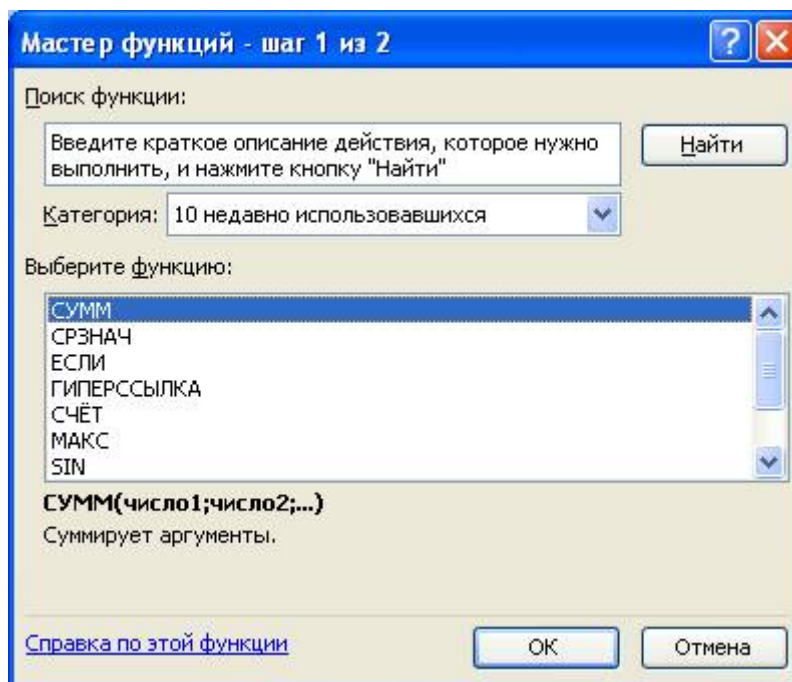 Мастер функций - шаг 1 из 2
Поиск функции:
Введите краткое описание действия, которое нужно
выполнить, и нажмите кнопку "Найти"
Найти
Категория: 10 недавно использовавшихся
Выберите функцию:
СУММ
СРЗНАЧ
ЕСЛИ
ГИПЕРССЫЛКА
СЧЁТ
МАКС
SIN
СУММ(число1;число2;...)
Суммирует аргументы.
Справка по этой функции
ОК
Отмена